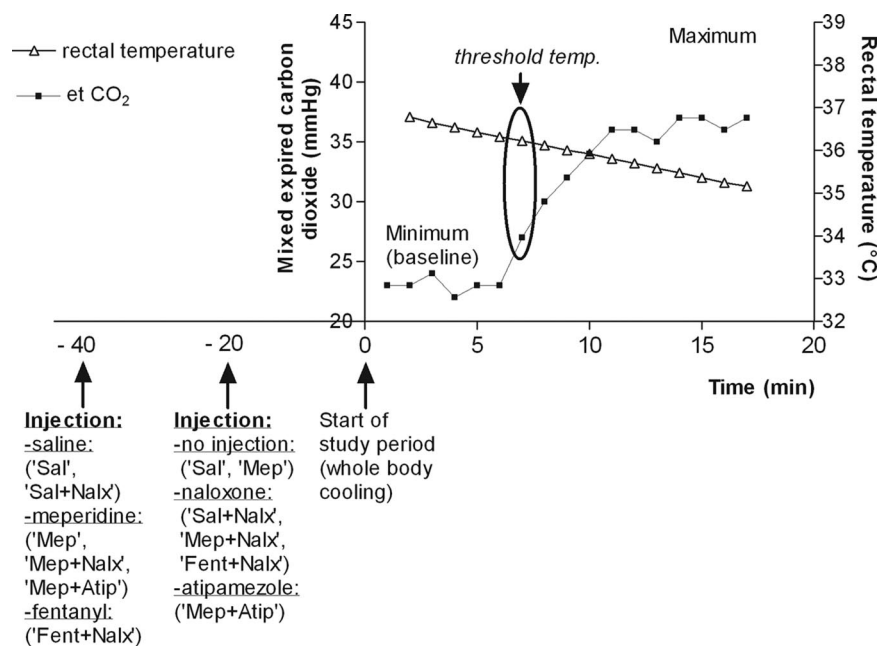 rectal temperature
et CO₂
Mixed expired carbon
dioxide (mmHg)
45
40
35
30
25
20
threshold temp.
Maximum
Minimum
(baseline)
39
38
37
36
35
34
33
32
Rectal temperature (°C)
- 40
- 20
0
5
10
15
20
Time (min)
Injection:
-saline:
('Sal',
'Sal+Nalx')
-meperidine:
('Mep',
'Mep+Nalx',
'Mep+Atip')
-fentanyl:
('Fent+Nalx')
Injection:
-no injection:
('Sal', 'Mep')
-naloxone:
('Sal+Nalx',
'Mep+Nalx',
'Fent+Nalx')
-atipamezole:
('Mep+Atip')
Start of
study period
(whole body
cooling)